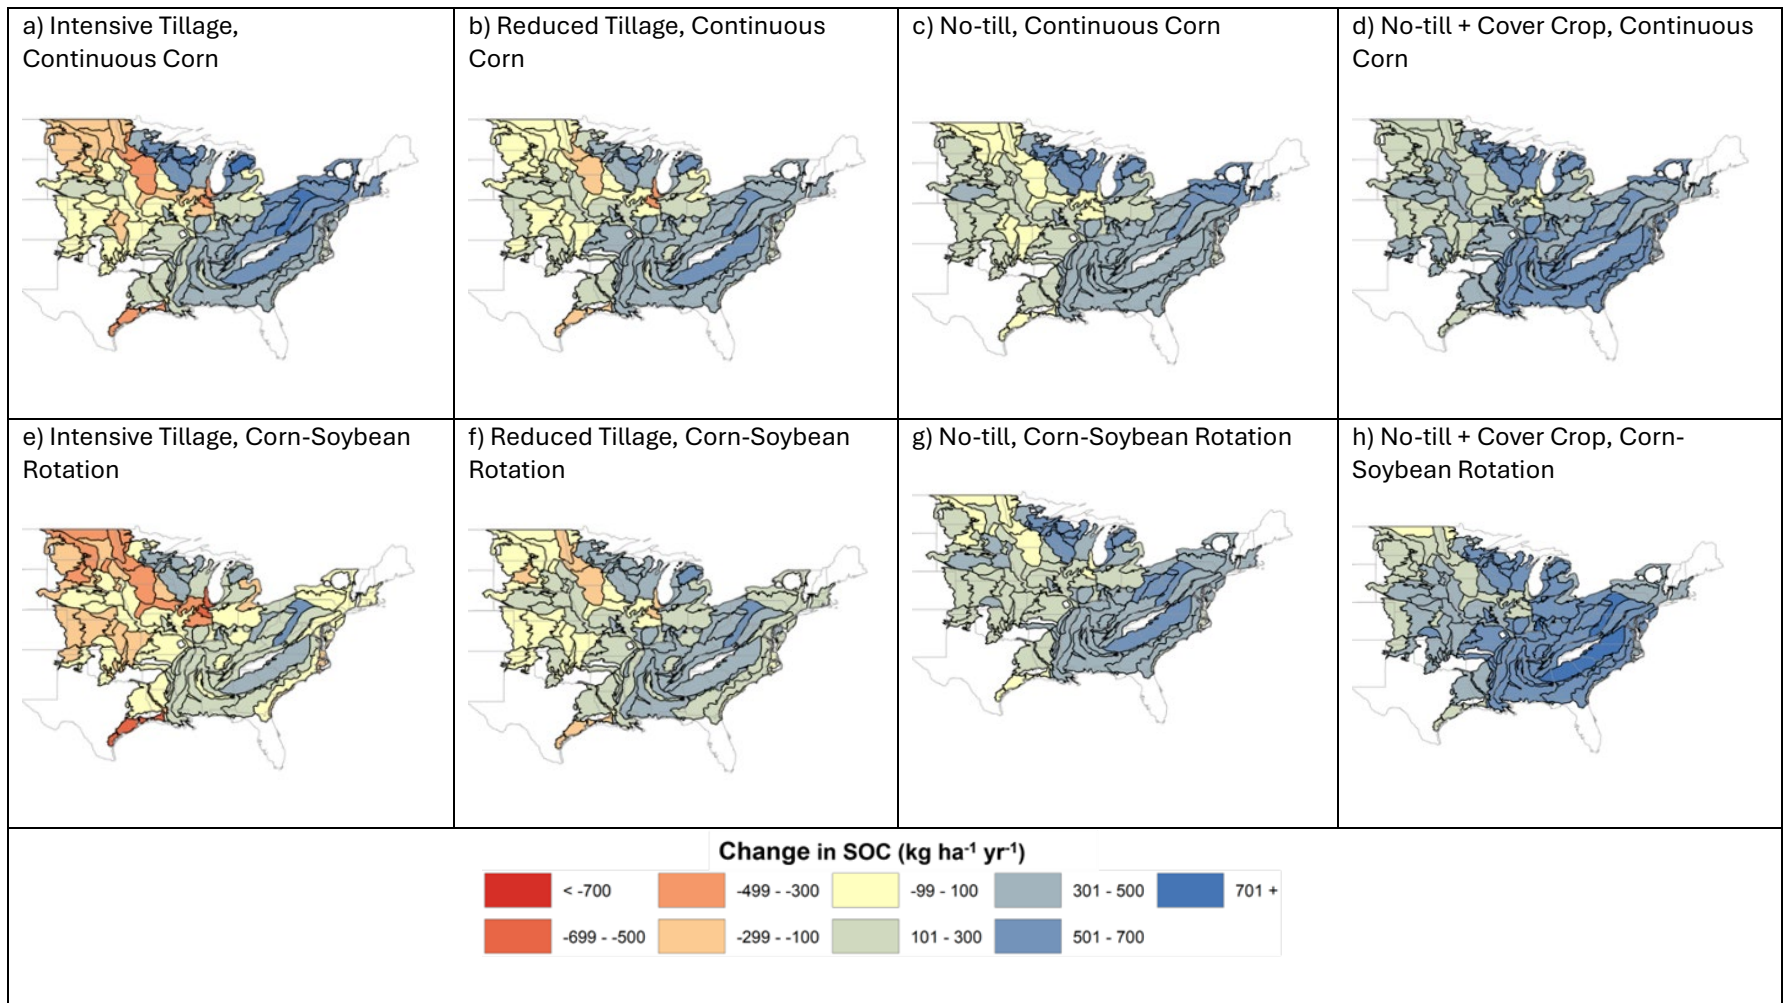 a) Intensive Tillage,
Continuous Corn
b) Reduced Tillage, Continuous
Corn
c) No-till, Continuous Corn
d) No-till + Cover Crop, Continuous
Corn
e) Intensive Tillage, Corn-Soybean
Rotation
f) Reduced Tillage, Corn-Soybean
Rotation
g) No-till, Corn-Soybean Rotation
h) No-till + Cover Crop, Corn-
Soybean Rotation
Change in SOC (kg ha⁻¹ yr⁻¹)
< -700
-499 - -300
-99 - 100
301 - 500
701 +
-699 - -500
-299 - -100
101 - 300
501 - 700